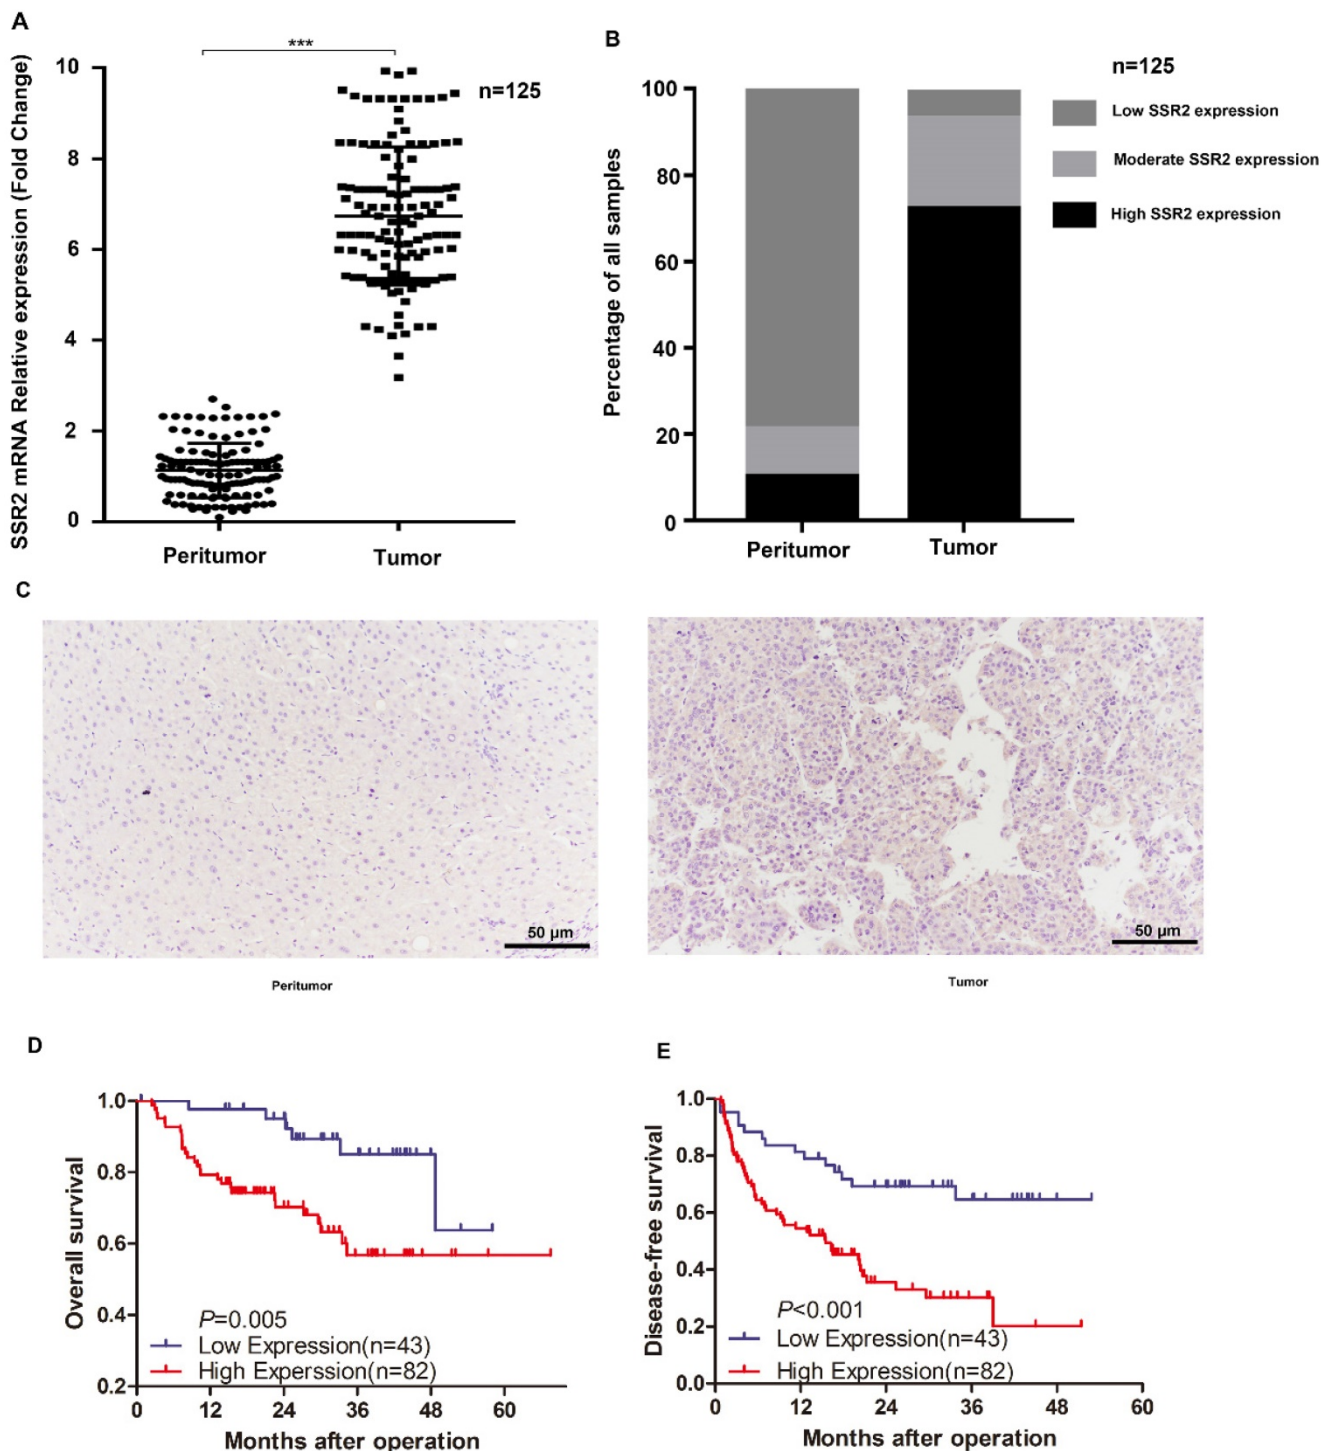 A
SSR2 mRNA Relative expression (Fold Change)
10
8
6
4
2
0
***
n=125
Peritumor
Tumor
B
Percentage of all samples
100
80
60
40
20
0
Peritumor
Tumor
n=125
Low SSR2 expression
Moderate SSR2 expression
High SSR2 expression
C
50 µm
Peritumor
50 µm
Tumor
D
Overall survival
1.0
0.8
0.6
0.4
0.2
P=0.005
Low Expression(n=43)
High Experssion(n=82)
0 12 24 36 48 60
Months after operation
E
Disease-free survival
1.0
0.8
0.6
0.4
0.2
0.0
P<0.001
Low Expression(n=43)
High Expression(n=82)
0 12 24 36 48 60
Months after operation